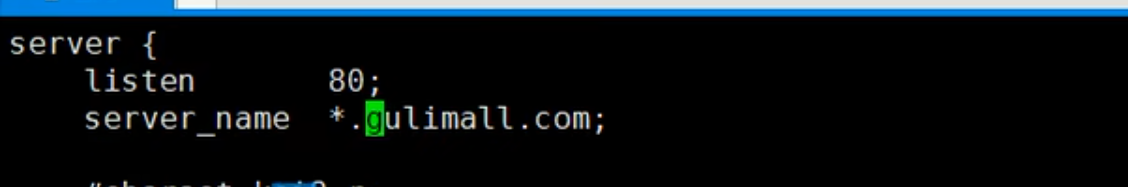 server {
listen 80;
server_name *.gulimall.com;